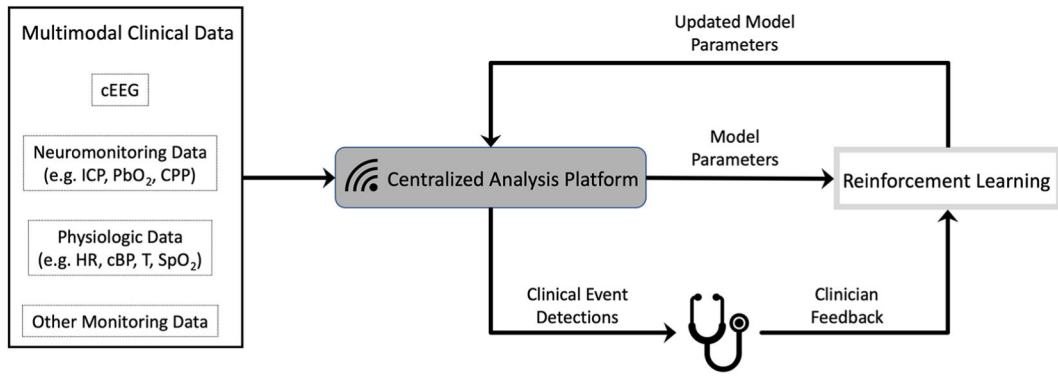 Multimodal Clinical Data
cEEG
Neuromonitoring Data
(e.g. ICP, PbO₂, CPP)
Physiologic Data
(e.g. HR, cBP, T, SpO₂)
Other Monitoring Data
Centralized Analysis Platform
Updated Model
Parameters
Model
Parameters
Reinforcement Learning
Clinical Event
Detections
Clinician
Feedback